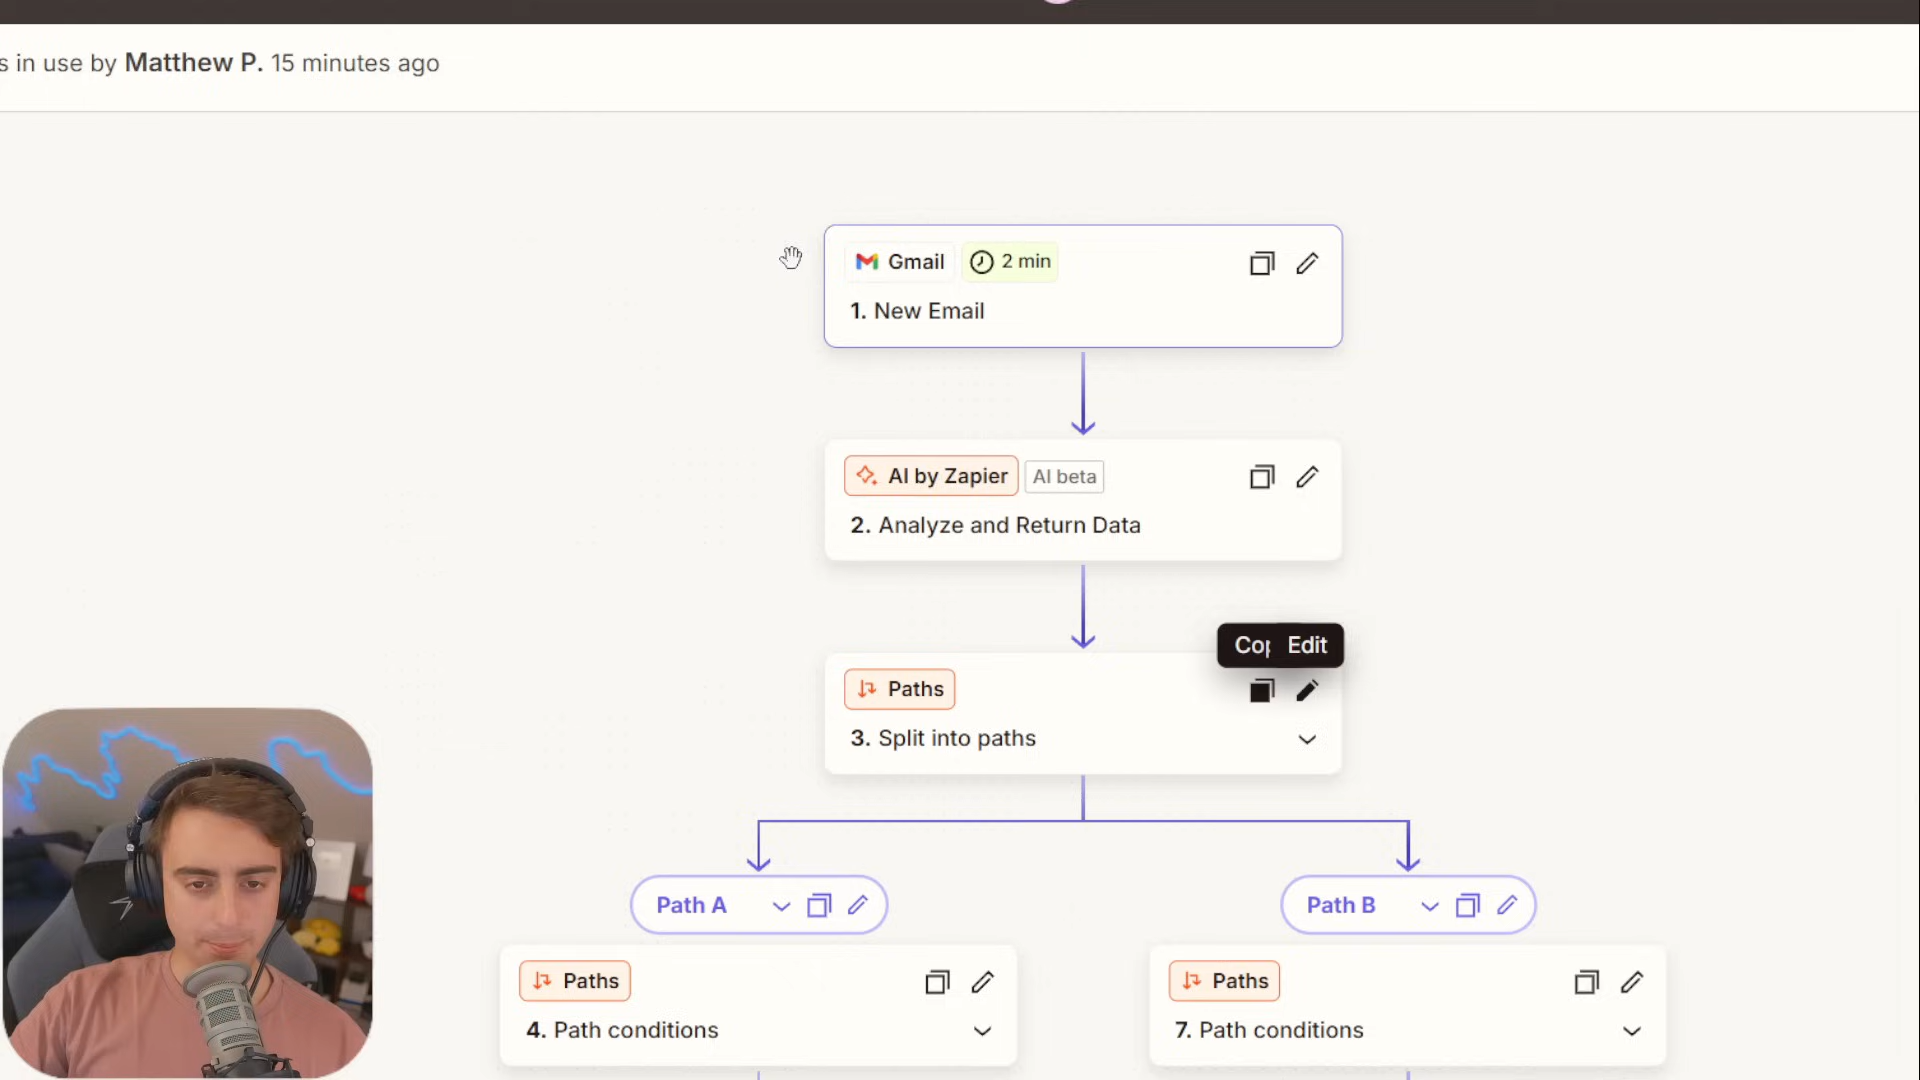 s in use by Matthew P. 15 minutes ago
Gmail 2 min
1. New Email
AI by Zapier AI beta
2. Analyze and Return Data
Cop Edit
Paths
3. Split into paths
Path A
Path B
Paths
4. Path conditions
Paths
7. Path conditions